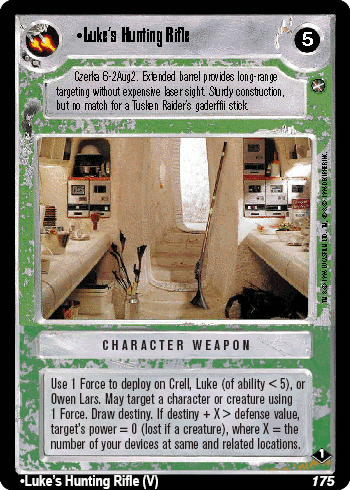 •Luke's Hunting Rifle
5
Czerka 6-2Aug2. Extended barrel provides long-range
targeting without expensive laser sight. Sturdy construction,
but no match for a Tusken Raider's gaderffii stick.
CHARACTER WEAPON
Use 1 Force to deploy on Crell, Luke (of ability < 5), or
Owen Lars. May target a character or creature using
1 Force. Draw destiny. If destiny + X > defense value,
target's power = 0 (lost if a creature), where X = the
number of your devices at same and related locations.
1
•Luke's Hunting Rifle (V)
175